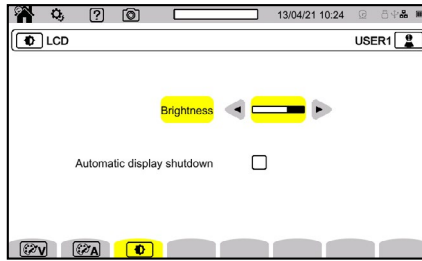 ? 13/04/21 10:24
LCD USER1
Brightness
Automatic display shutdown
V A